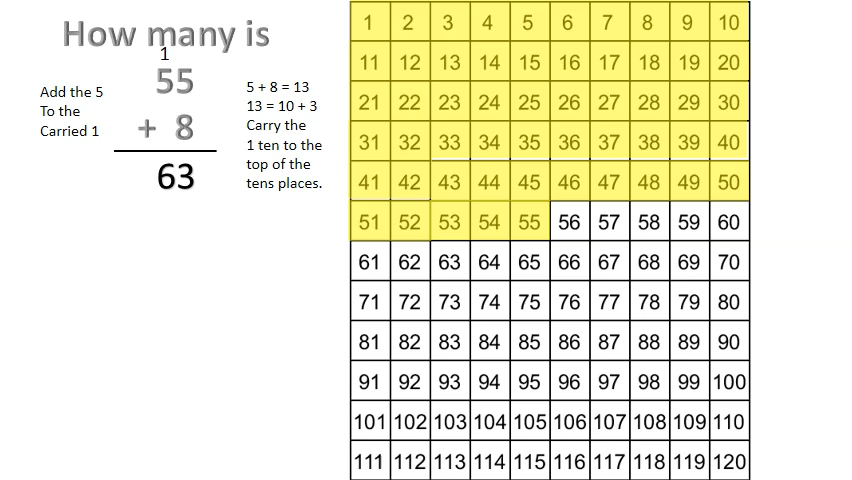 How many is
1
55
+ 8
63
Add the 5
To the
Carried 1
5 + 8 = 13
13 = 10 + 3
Carry the
1 ten to the
top of the
tens places.
1 2 3 4 5 6 7 8 9 10
11 12 13 14 15 16 17 18 19 20
21 22 23 24 25 26 27 28 29 30
31 32 33 34 35 36 37 38 39 40
41 42 43 44 45 46 47 48 49 50
51 52 53 54 55 56 57 58 59 60
61 62 63 64 65 66 67 68 69 70
71 72 73 74 75 76 77 78 79 80
81 82 83 84 85 86 87 88 89 90
91 92 93 94 95 96 97 98 99 100
101 102 103 104 105 106 107 108 109 110
111 112 113 114 115 116 117 118 119 120